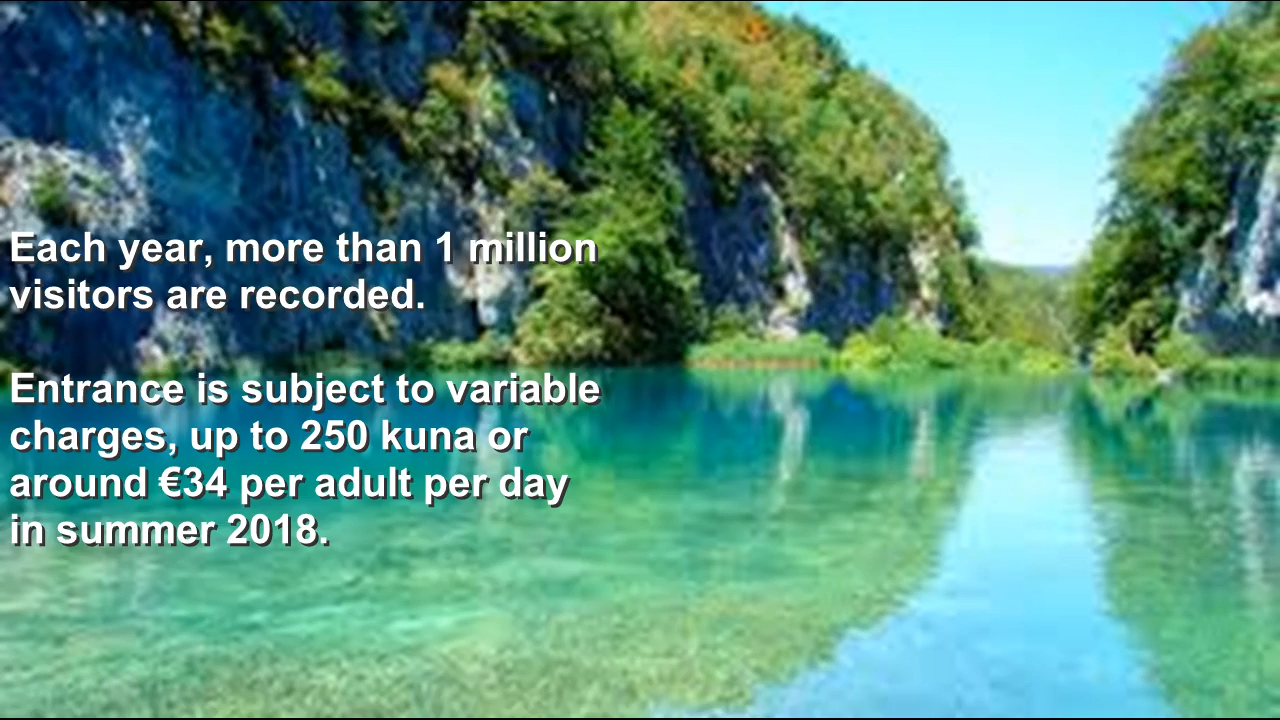 Each year, more than 1 million
visitors are recorded.
Entrance is subject to variable
charges, up to 250 kuna or
around €34 per adult per day
in summer 2018.